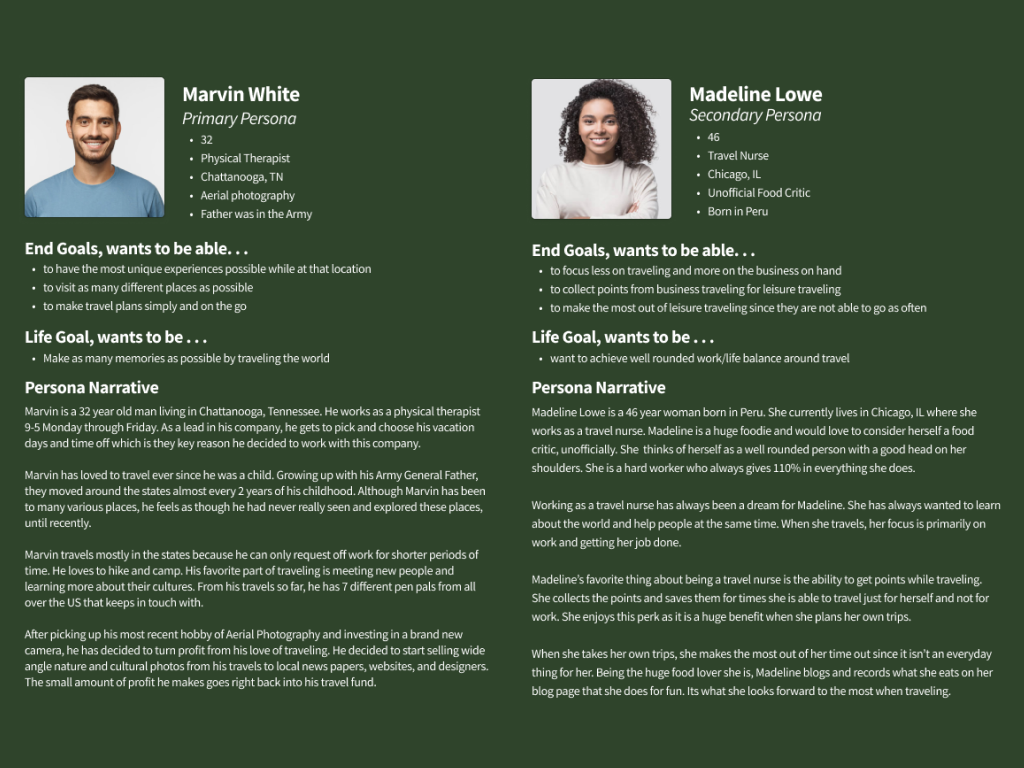 Marvin White
Primary Persona
• 32
• Physical Therapist
• Chattanooga, TN
• Aerial photography
• Father was in the Army
End Goals, wants to be able. . .
• to have the most unique experiences possible while at that location
• to visit as many different places as possible
• to make travel plans simply and on the go
Life Goal, wants to be . . .
• Make as many memories as possible by traveling the world
Persona Narrative
Marvin is a 32 year old man living in Chattanooga, Tennessee. He works as a physical therapist
9-5 Monday through Friday. As a lead in his company, he gets to pick and choose his vacation
days and time off which is they key reason he decided to work with this company.
Marvin has loved to travel ever since he was a child. Growing up with his Army General Father,
they moved around the states almost every 2 years of his childhood. Although Marvin has been
to many various places, he feels as though he had never really seen and explored these places,
until recently.
Marvin travels mostly in the states because he can only request off work for shorter periods of
time. He loves to hike and camp. His favorite part of traveling is meeting new people and
learning more about their cultures. From his travels so far, he has 7 different pen pals from all
over the US that keeps in touch with.
After picking up his most recent hobby of Aerial Photography and investing in a brand new
camera, he has decided to turn profit from his love of traveling. He decided to start selling wide
angle nature and cultural photos from his travels to local news papers, websites, and designers.
The small amount of profit he makes goes right back into his travel fund.
Madeline Lowe
Secondary Persona
• 46
• Travel Nurse
• Chicago, IL
• Unofficial Food Critic
• Born in Peru
End Goals, wants to be able. . .
• to focus less on traveling and more on the business on hand
• to collect points from business traveling for leisure traveling
• to make the most out of leisure traveling since they are not able to go as often
Life Goal, wants to be . . .
• want to achieve well rounded work/life balance around travel
Persona Narrative
Madeline Lowe is a 46 year woman born in Peru. She currently lives in Chicago, IL where she
works as a travel nurse. Madeline is a huge foodie and would love to consider herself a food
critic, unofficially. She thinks of herself as a well rounded person with a good head on her
shoulders. She is a hard worker who always gives 110% in everything she does.
Working as a travel nurse has always been a dream for Madeline. She has always wanted to learn
about the world and help people at the same time. When she travels, her focus is primarily on
work and getting her job done.
Madeline's favorite thing about being a travel nurse is the ability to get points while traveling.
She collects the points and saves them for times she is able to travel just for herself and not for
work. She enjoys this perk as it is a huge benefit when she plans her own trips.
When she takes her own trips, she makes the most out of her time out since it isn't an everyday
thing for her. Being the huge food lover she is, Madeline blogs and records what she eats on her
blog page that she does for fun. Its what she looks forward to the most when traveling.